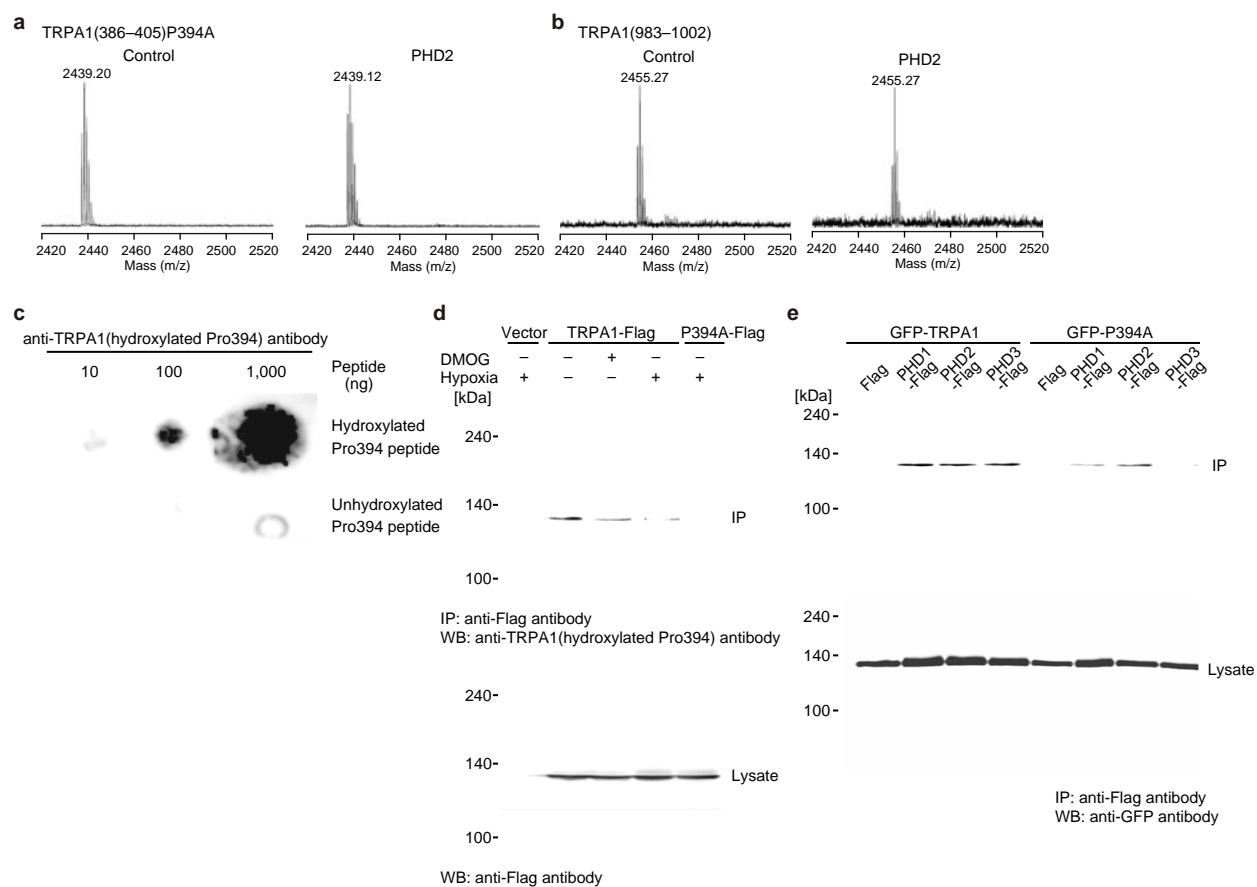 a
TRPA1(386–405)P394A
Control
2439.20
2420 2440 2460 2480 2500 2520
Mass (m/z)
PHD2
2439.12
2420 2440 2460 2480 2500 2520
Mass (m/z)
b
TRPA1(983–1002)
Control
2455.27
2420 2440 2460 2480 2500 2520
Mass (m/z)
PHD2
2455.27
2420 2440 2460 2480 2500 2520
Mass (m/z)
c
anti-TRPA1(hydroxylated Pro394) antibody
10 100 1,000 Peptide
(ng)
Hydroxylated
Pro394 peptide
Unhydroxylated
Pro394 peptide
d
Vector TRPA1-Flag P394A-Flag
DMOG – – + – –
Hypoxia + – – + +
[kDa]
240-
140-
IP
100-
IP: anti-Flag antibody
WB: anti-TRPA1(hydroxylated Pro394) antibody
240-
140-
Lysate
100-
WB: anti-Flag antibody
e
GFP-TRPA1 GFP-P394A
Flag PHD1-Flag PHD2-Flag PHD3-Flag Flag PHD1-Flag PHD2-Flag PHD3-Flag
[kDa]
240-
140-
IP
100-
240-
140-
Lysate
100-
IP: anti-Flag antibody
WB: anti-GFP antibody